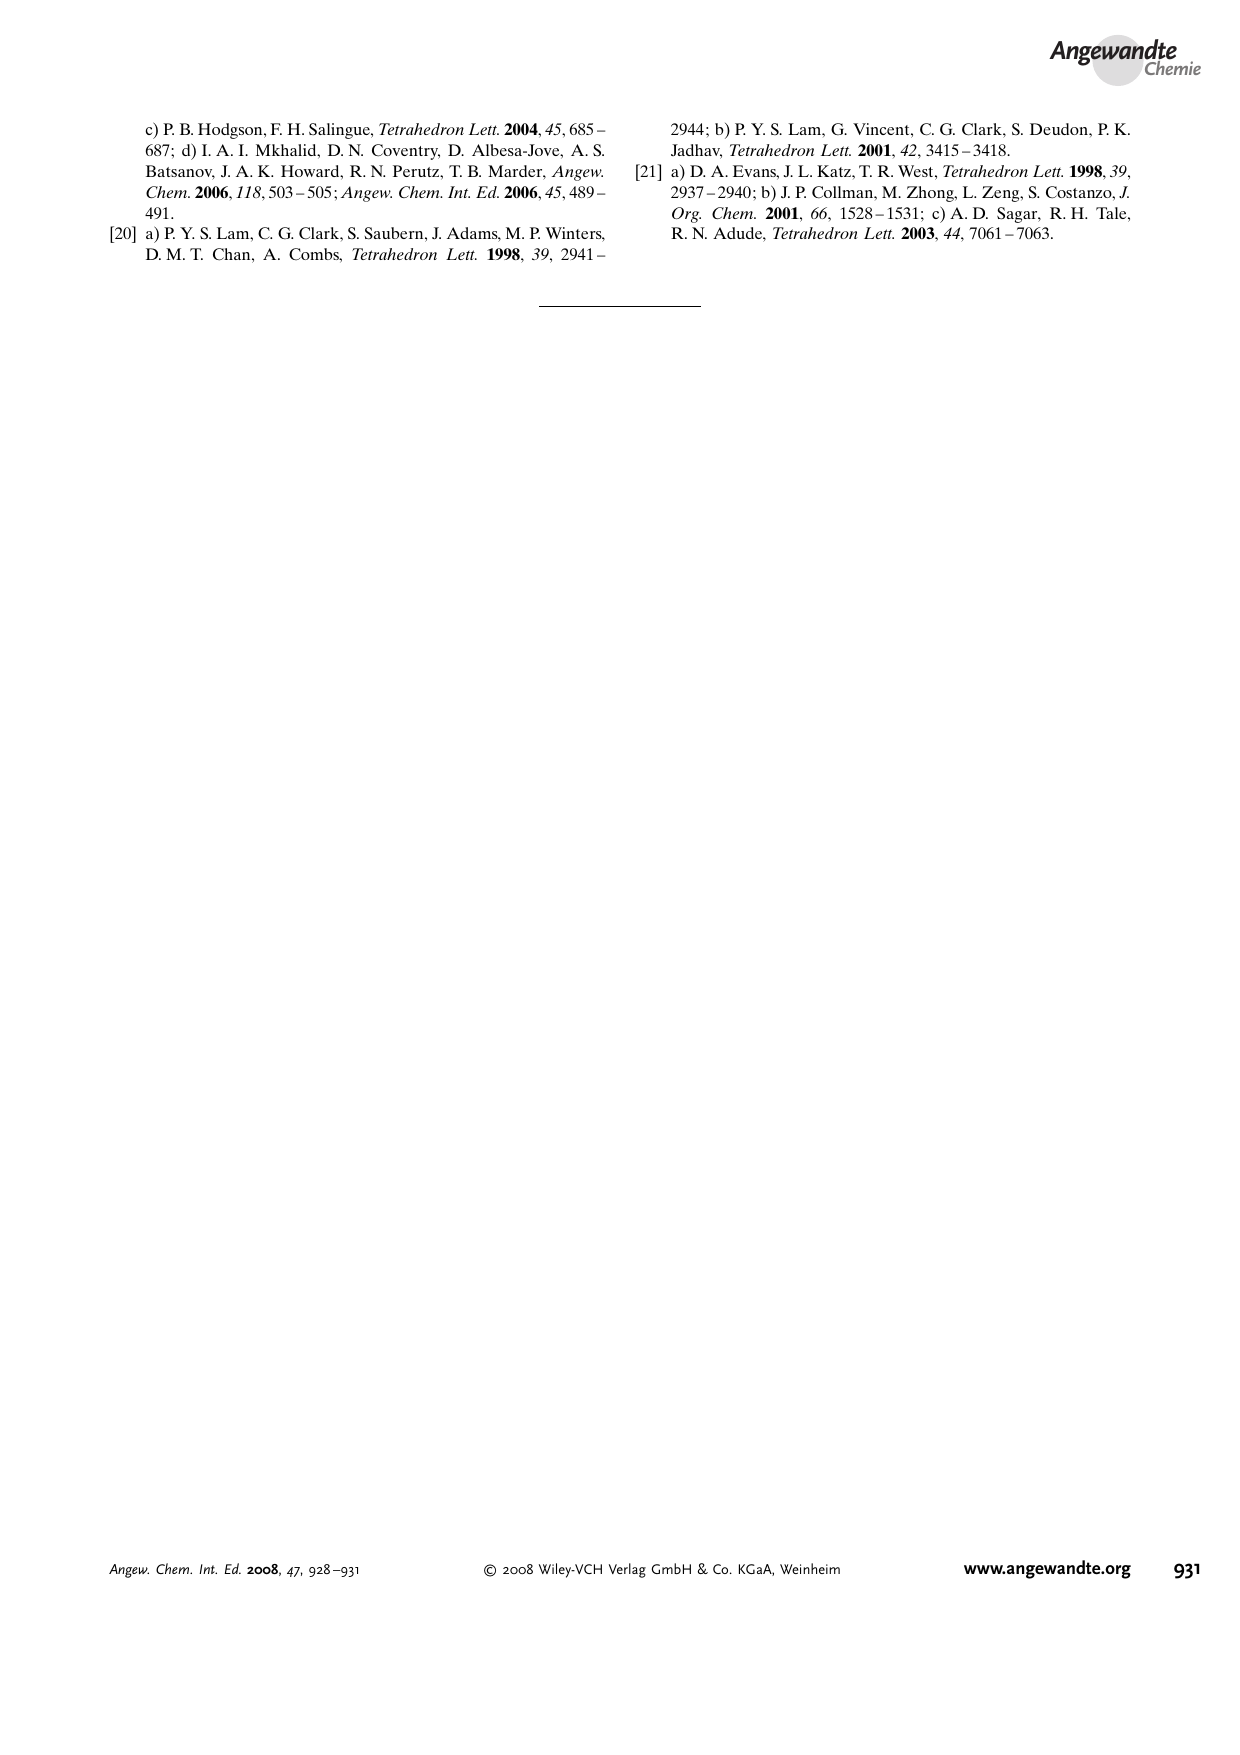 Angewandte
Chemie
c) P. B. Hodgson, F. H. Salingue, Tetrahedron Lett. 2004, 45, 685–
687; d) I. A. I. Mkhalid, D. N. Coventry, D. Albesa-Jove, A. S.
Batsanov, J. A. K. Howard, R. N. Perutz, T. B. Marder, Angew.
Chem. 2006, 118, 503–505; Angew. Chem. Int. Ed. 2006, 45, 489–
491.
[20] a) P. Y. S. Lam, C. G. Clark, S. Saubern, J. Adams, M. P. Winters,
D. M. T. Chan, A. Combs, Tetrahedron Lett. 1998, 39, 2941–
2944; b) P. Y. S. Lam, G. Vincent, C. G. Clark, S. Deudon, P. K.
Jadhav, Tetrahedron Lett. 2001, 42, 3415–3418.
[21] a) D. A. Evans, J. L. Katz, T. R. West, Tetrahedron Lett. 1998, 39,
2937–2940; b) J. P. Collman, M. Zhong, L. Zeng, S. Costanzo, J.
Org. Chem. 2001, 66, 1528–1531; c) A. D. Sagar, R. H. Tale,
R. N. Adude, Tetrahedron Lett. 2003, 44, 7061–7063.
Angew. Chem. Int. Ed. 2008, 47, 928–931
© 2008 Wiley-VCH Verlag GmbH & Co. KGaA, Weinheim
www.angewandte.org
931